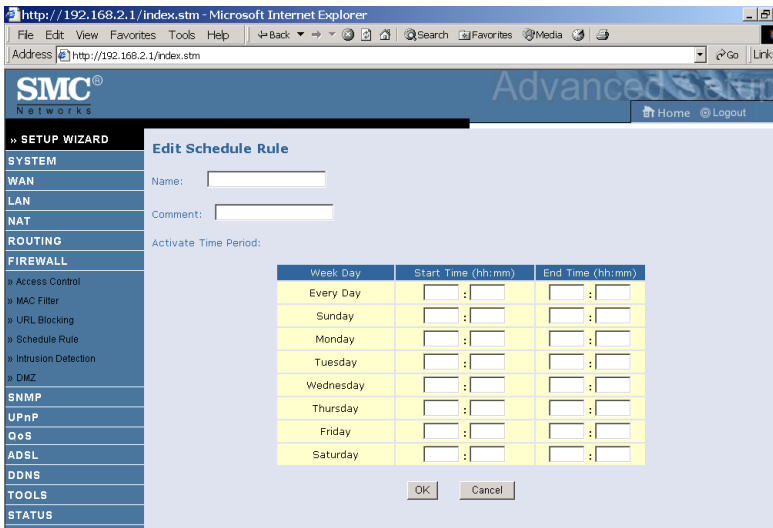 http://192.168.2.1/index.stm - Microsoft Internet Explorer
File Edit View Favorites Tools Help
Back Search Favorites Media
Address http://192.168.2.1/index.stm Go Link
SMC®
Networks
Advanced Setup
Home Logout
» SETUP WIZARD
SYSTEM
WAN
LAN
NAT
ROUTING
FIREWALL
» Access Control
» MAC Filter
» URL Blocking
» Schedule Rule
» Intrusion Detection
» DMZ
SNMP
UPnP
QoS
ADSL
DDNS
TOOLS
STATUS
Edit Schedule Rule
Name:
Comment:
Activate Time Period:
Week Day Start Time (hh:mm) End Time (hh:mm)
Every Day : :
Sunday : :
Monday : :
Tuesday : :
Wednesday : :
Thursday : :
Friday : :
Saturday : :
OK Cancel